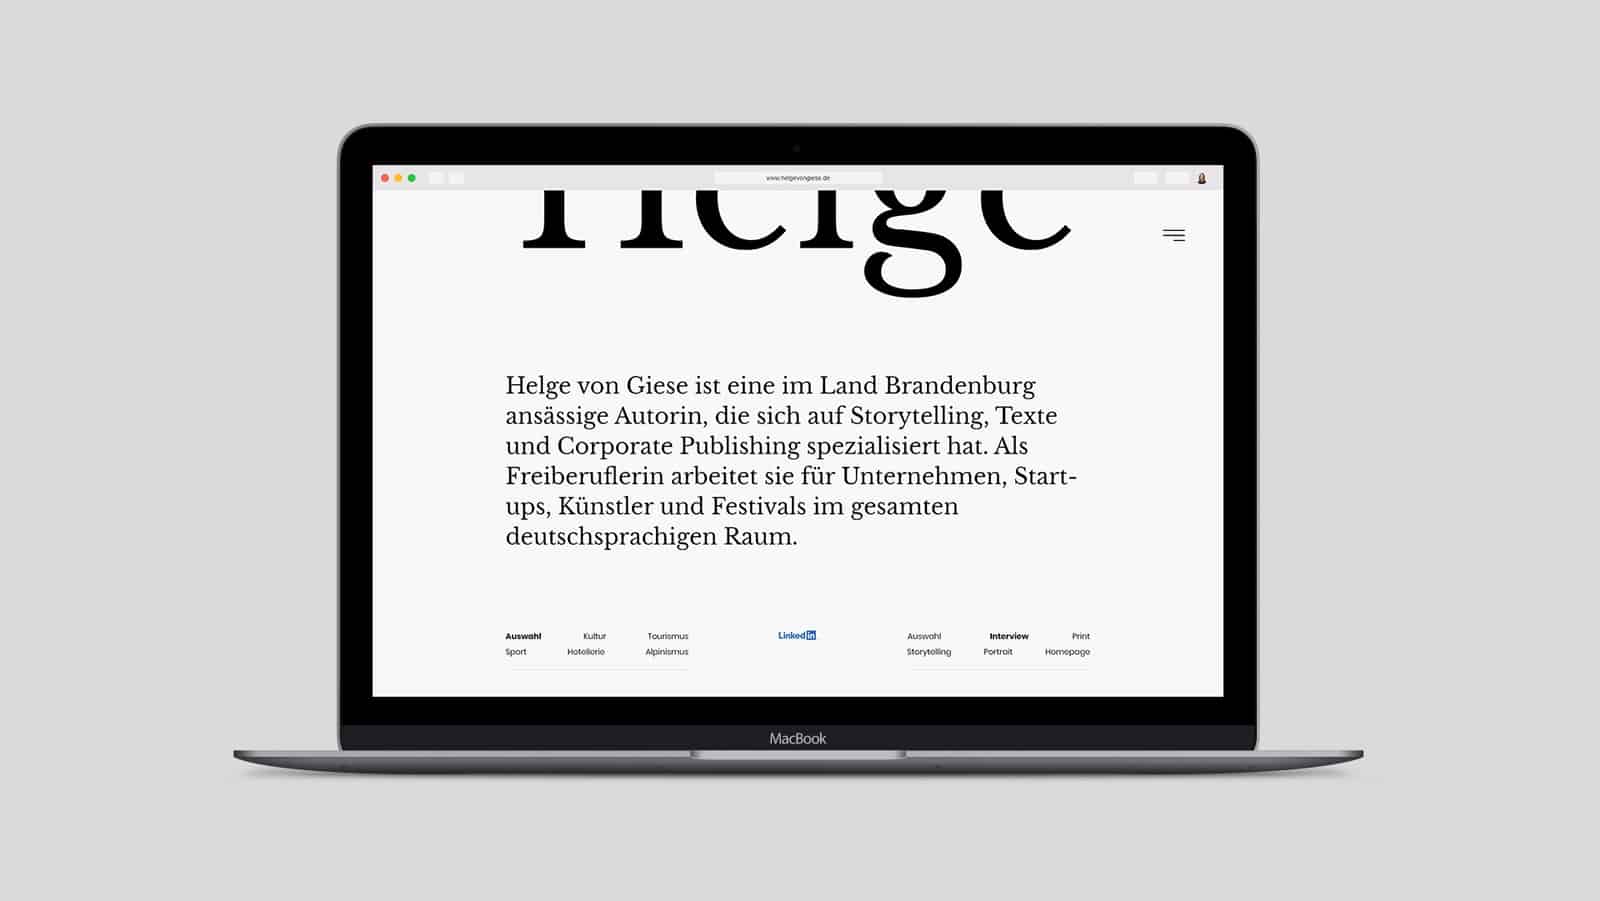 www.helgevongiese.de
Helge
Helge von Giese ist eine im Land Brandenburg
ansässige Autorin, die sich auf Storytelling, Texte
und Corporate Publishing spezialisiert hat. Als
Freiberuflerin arbeitet sie für Unternehmen, Start-
ups, Künstler und Festivals im gesamten
deutschsprachigen Raum.
Auswahl Kultur Tourismus
Sport Hotellerie Alpinismus
Linked in
Auswahl Interview Print
Storytelling Portrait Homepage
MacBook